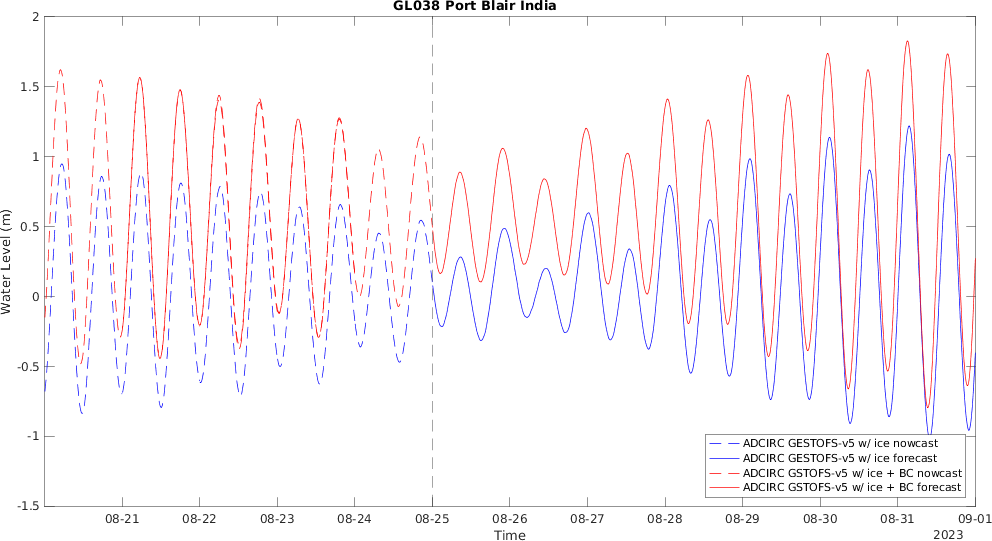 GL038 Port Blair India
2
1.5
1
0.5
0
-0.5
-1
-1.5
Water Level (m)
ADCIRC GESTOFS-v5 w/ ice nowcast
ADCIRC GESTOFS-v5 w/ ice forecast
ADCIRC GSTOFS-v5 w/ ice + BC nowcast
ADCIRC GSTOFS-v5 w/ ice + BC forecast
08-21 08-22 08-23 08-24 08-25 08-26 08-27 08-28 08-29 08-30 08-31 09-01
Time
2023